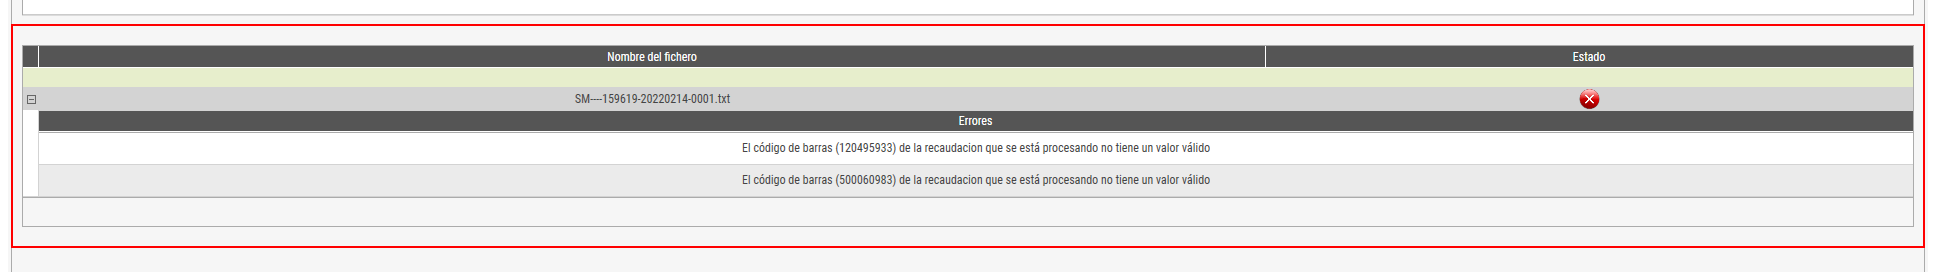 Nombre del fichero Estado
SM----159619-20220214-0001.txt
Errores
El código de barras (120495933) de la recaudacion que se está procesando no tiene un valor válido
El código de barras (500060983) de la recaudacion que se está procesando no tiene un valor válido